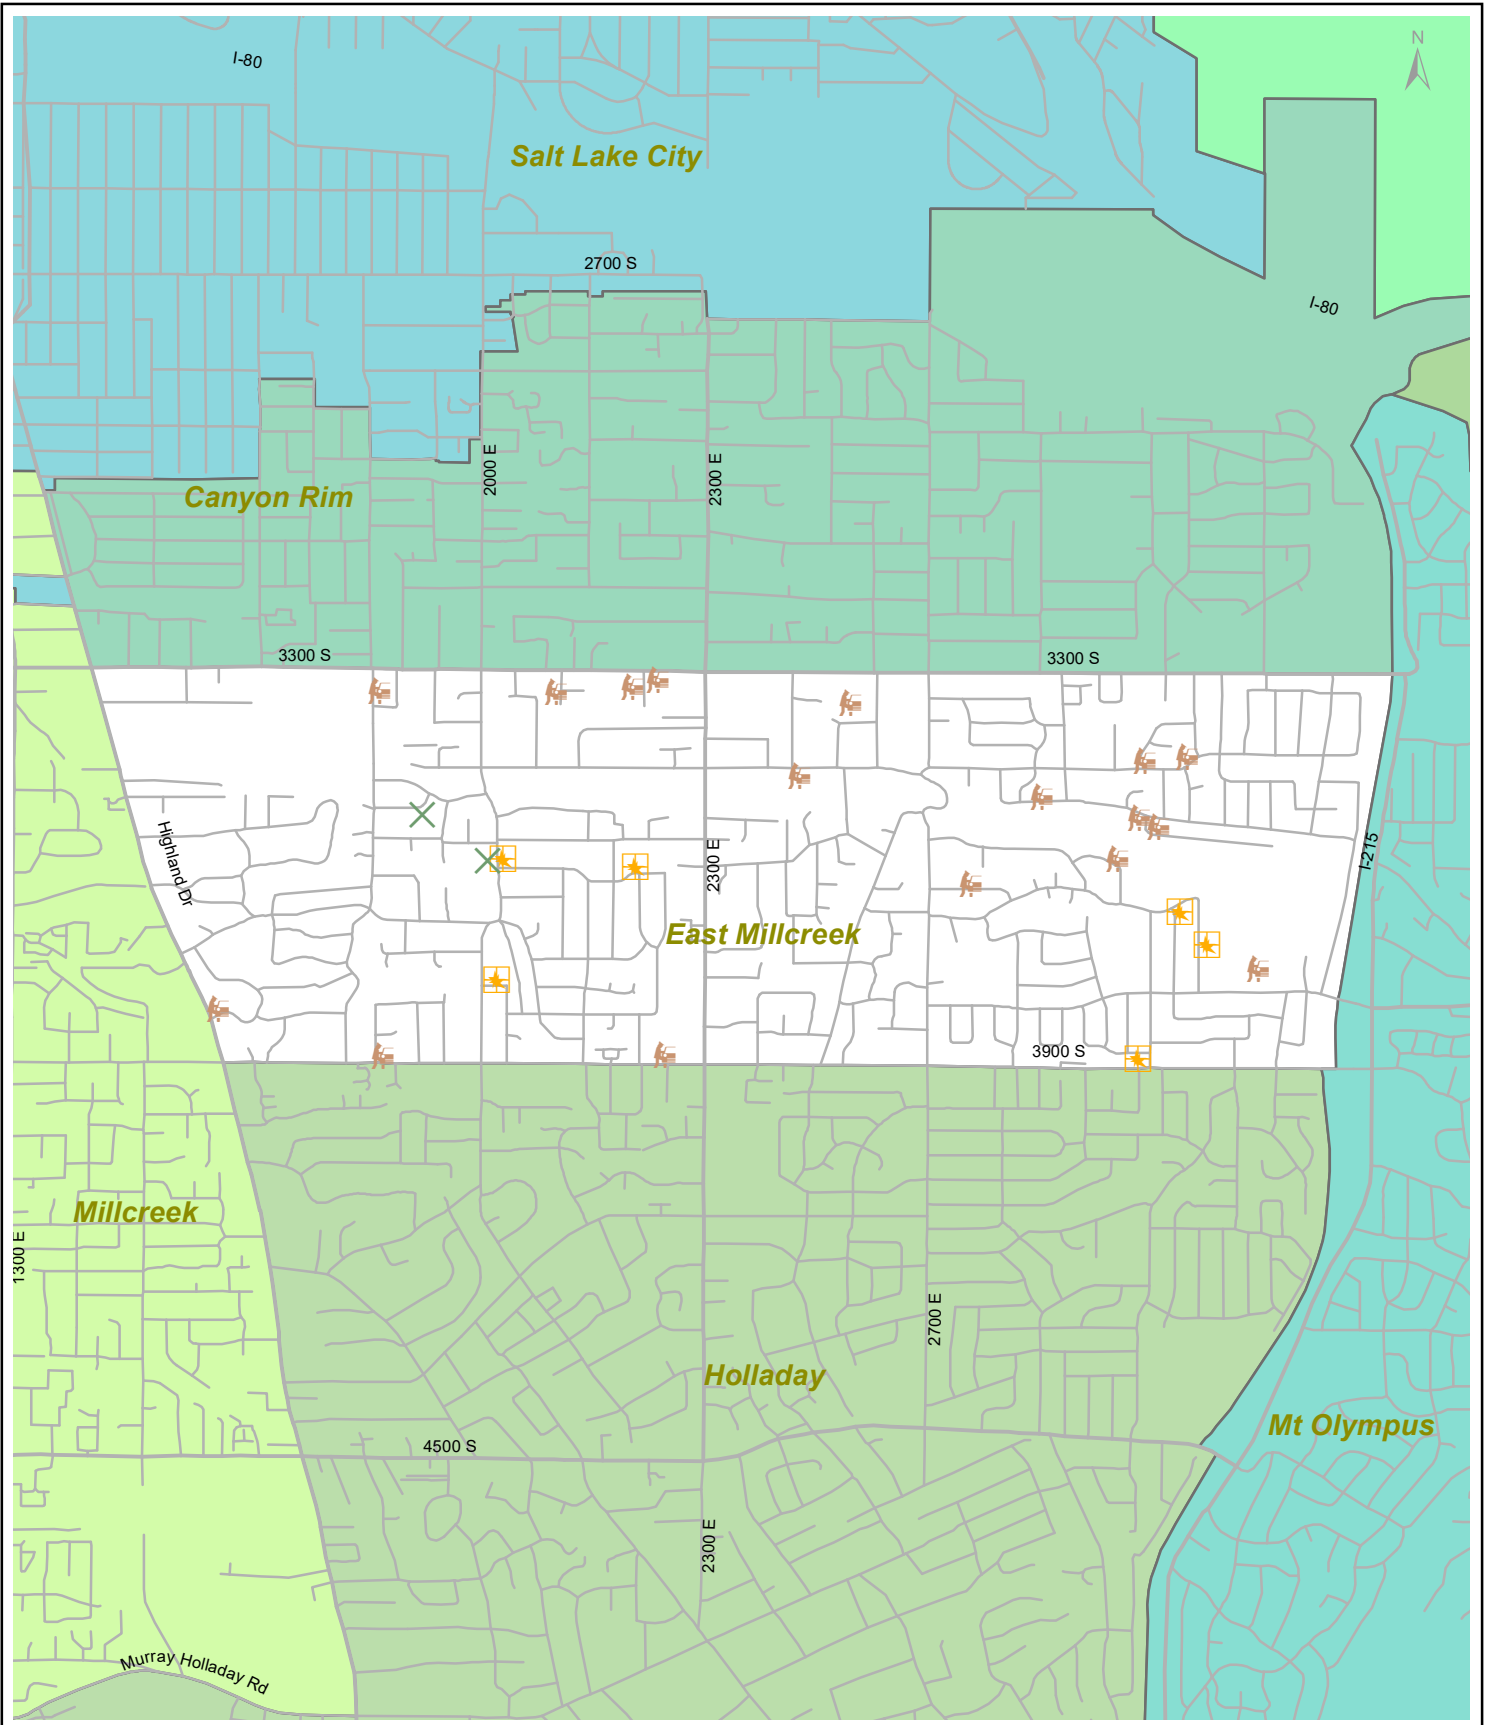 N
I-80
Salt Lake City
2700 S
I-80
2000 E
2300 E
Canyon Rim
3300 S
3300 S
Highland Dr
2300 E
I-215
East Millcreek
3900 S
Millcreek
1300 E
2700 E
Holladay
Mt Olympus
4500 S
2300 E
Murray Holladay Rd